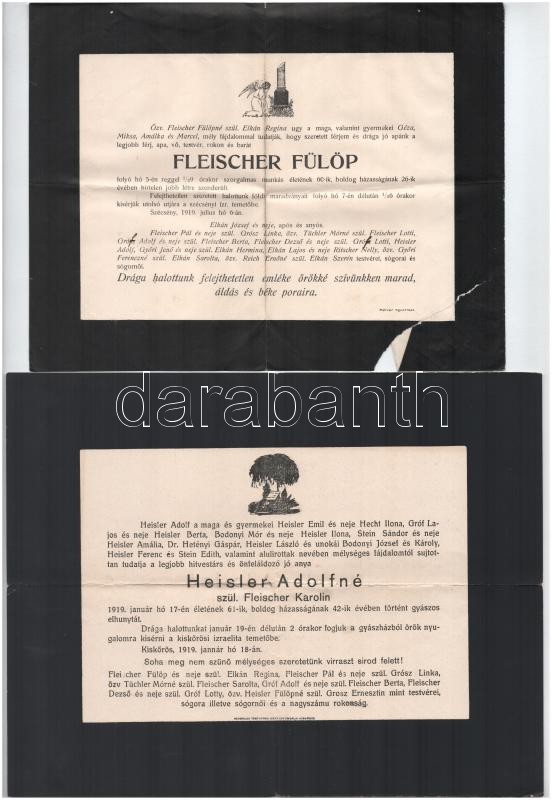 Özv. Fleischer Fülöpné szül. Elkán Regina ugy a maga, valamint gyermekei Géza,
Miksa, Amálka és Marcel, mély fájdalommal tudatják, hogy szeretett férjem és drága jó apánk a
legjobb férj, apa, vő, testvér, rokon és barát
FLEISCHER FÜLÖP
folyó hó 5-én reggel 1/29 órakor szorgalmas munkás életének 60-ik, boldog házasságának 26-ik
évében hirtelen jobb létre szenderült.
Felejthetetlen szeretett halottunk földi maradványait folyó hó 7-én délután órakor
kisérjük utolsó utjára a szécsényi izr. temetőbe.
Szécsény, 1919. julius hó 6-án.
Elkán József és neje, após és anyós.
Fleischer Pál és neje szül. Grósz Linka, özv. Tüchler Mórné szül. Fleischer Lotti,
Gróf Adolf és neje szül. Fleischer Berta, Fleischer Dezső és neje szül. Gróf Lotti, Heisler
Adolf, Győri Jenő és neje szül. Elkán Hermina, Elkán Lajos és neje Nelly, özv. Győri
Ferenczné szül. Elkán Sarolta, özv. Reich Ernőné szül. Elkán Szerén testvérei, sógorai és
sógornői.
Drága halottunk felejthetetlen emléke örökké szívünkben marad,
áldás és béke poraira.
darabanth
Heisler Adolf a maga és gyermekei Heisler Emil és neje Hecht Ilona, Gróf La-
jos és neje Heisler Berta, Bodonyi Mór és neje Heisler Ilona, Stein Sándor és neje
Heisler Amália, Dr. Hetényi Gáspár, Heisler László és unokái Bodonyi József és Károly,
Heisler Ferenc és Stein Edith, valamint alulirottak nevében mélységes fájdalomtól sujtot-
tan tudatja a legjobb hitvestárs és önfeláldozó jó anya
Heisler Adolfné
szül. Fleischer Karolin
1919. január hó 17-én életének 61-ik, boldog házasságának 42-ik évében történt gyászos
elhunytát.
Drága halottunkat január 19-én délután 2 órakor fogjuk a gyászházból örök nyu-
galomra kisérni a kiskőrösi izraelita temetőbe.
Kiskőrös, 1919. január hó 18-án.
Soha meg nem szünő mélységes szeretetünk virraszt sirod felett!
Fleischer Fülöp és neje szül. Elkán Regina, Fleischer Pál és neje szül. Grósz Linka,
özv Tüchler Mórné szül. Fleischer Sarolta, Gróf Adolf és neje szül. Fleischer Berta, Fleischer
Dezső és neje szül. Gróf Lotty, özv. Heisler Fülöpné szül. Grosz Ernesztin mint testvérei,
sógora illetve sógornői és a nagyszámu rokonság.